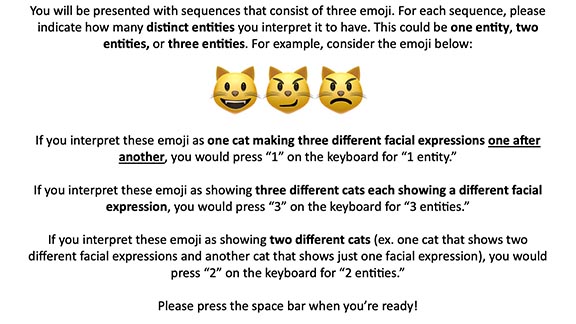 You will be presented with sequences that consist of three emoji. For each sequence, please
indicate how many distinct entities you interpret it to have. This could be one entity, two
entities, or three entities. For example, consider the emoji below:
If you interpret these emoji as one cat making three different facial expressions one after
another, you would press “1” on the keyboard for “1 entity.”
If you interpret these emoji as showing three different cats each showing a different facial
expression, you would press “3” on the keyboard for “3 entities.”
If you interpret these emoji as showing two different cats (ex. one cat that shows two
different facial expressions and another cat that shows just one facial expression), you would
press “2” on the keyboard for “2 entities.”
Please press the space bar when you’re ready!